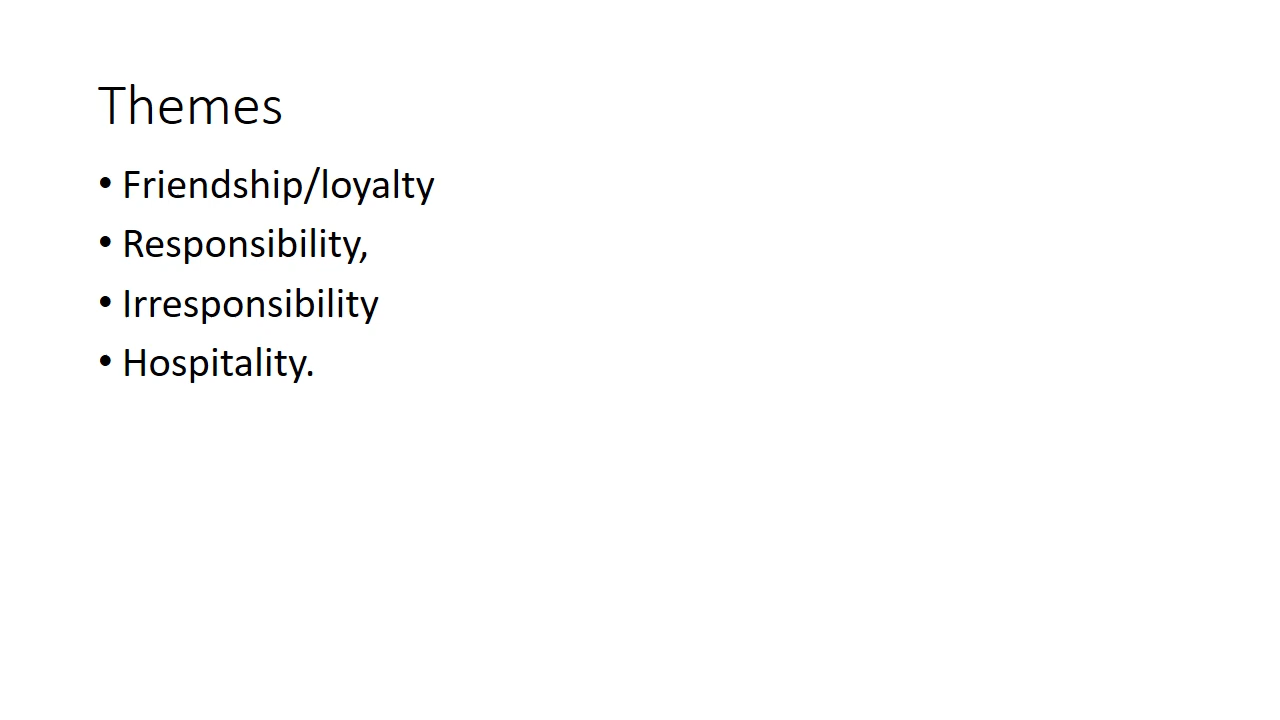 Themes
• Friendship/loyalty
• Responsibility,
• Irresponsibility
• Hospitality.